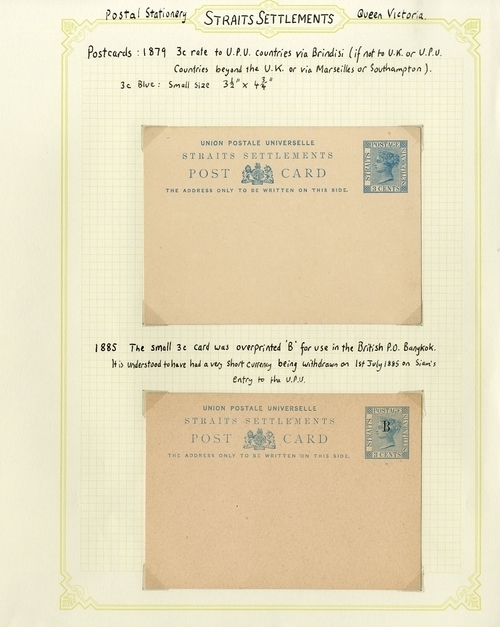 Postal Stationery STRAITS SETTLEMENTS Queen Victoria
Postcards : 1879 3c rate to U.P.U. countries via Brindisi (if not to U.K. or U.P.U.
Countries beyond the U.K. or via Marseilles or Southampton).
3c Blue: Small size 3½" x 4¾"
UNION POSTALE UNIVERSELLE
STRAITS SETTLEMENTS
POST CARD
THE ADDRESS ONLY TO BE WRITTEN ON THIS SIDE.
POSTAGE
STRAITS
3 CENTS
1885 The small 3c card was overprinted 'B' for use in the British P.O. Bangkok.
It is understood to have had a very short currency being withdrawn on 1st July 1885 on Siam's
entry to the U.P.U.
UNION POSTALE UNIVERSELLE
STRAITS SETTLEMENTS
POST CARD
THE ADDRESS ONLY TO BE WRITTEN ON THIS SIDE.
POSTAGE
STRAITS
B
3 CENTS